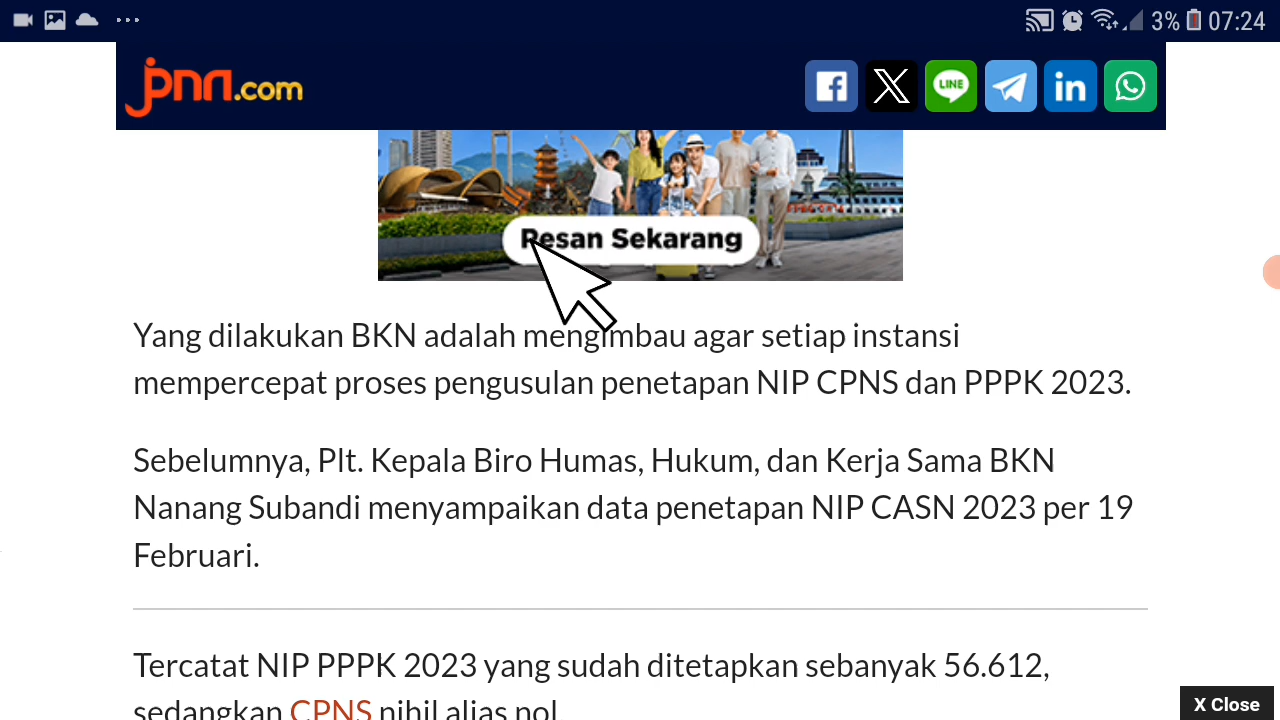 3% 07:24
jpnn.com
LINE
Resan Sekarang
Yang dilakukan BKN adalah mengimbau agar setiap instansi
mempercepat proses pengusulan penetapan NIP CPNS dan PPPK 2023.
Sebelumnya, Plt. Kepala Biro Humas, Hukum, dan Kerja Sama BKN
Nanang Subandi menyampaikan data penetapan NIP CASN 2023 per 19
Februari.
Tercatat NIP PPPK 2023 yang sudah ditetapkan sebanyak 56.612,
sedangkan CPNS nihil alias nol.
X Close